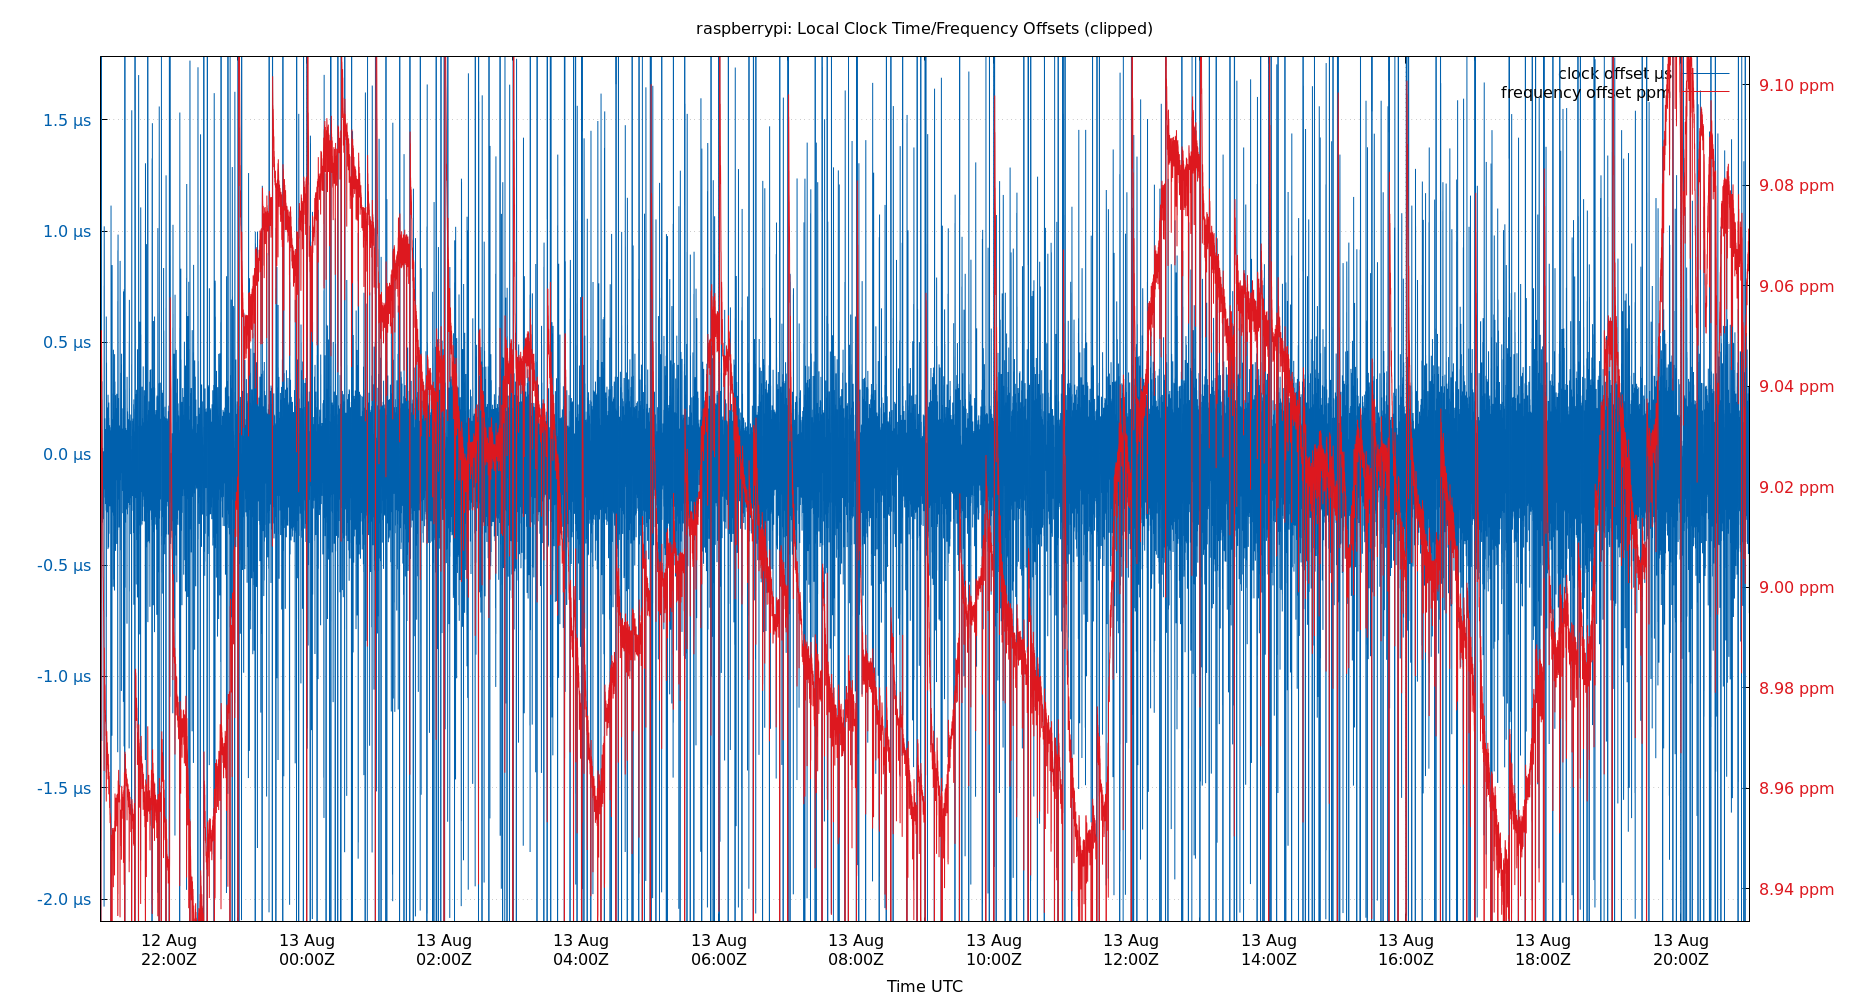 raspberrypi: Local Clock Time/Frequency Offsets (clipped)
clock offset µs
frequency offset ppm
1.5 µs
1.0 µs
0.5 µs
0.0 µs
-0.5 µs
-1.0 µs
-1.5 µs
-2.0 µs
9.10 ppm
9.08 ppm
9.06 ppm
9.04 ppm
9.02 ppm
9.00 ppm
8.98 ppm
8.96 ppm
8.94 ppm
12 Aug 13 Aug 13 Aug 13 Aug 13 Aug 13 Aug 13 Aug 13 Aug 13 Aug 13 Aug 13 Aug 13 Aug
22:00Z 00:00Z 02:00Z 04:00Z 06:00Z 08:00Z 10:00Z 12:00Z 14:00Z 16:00Z 18:00Z 20:00Z
Time UTC